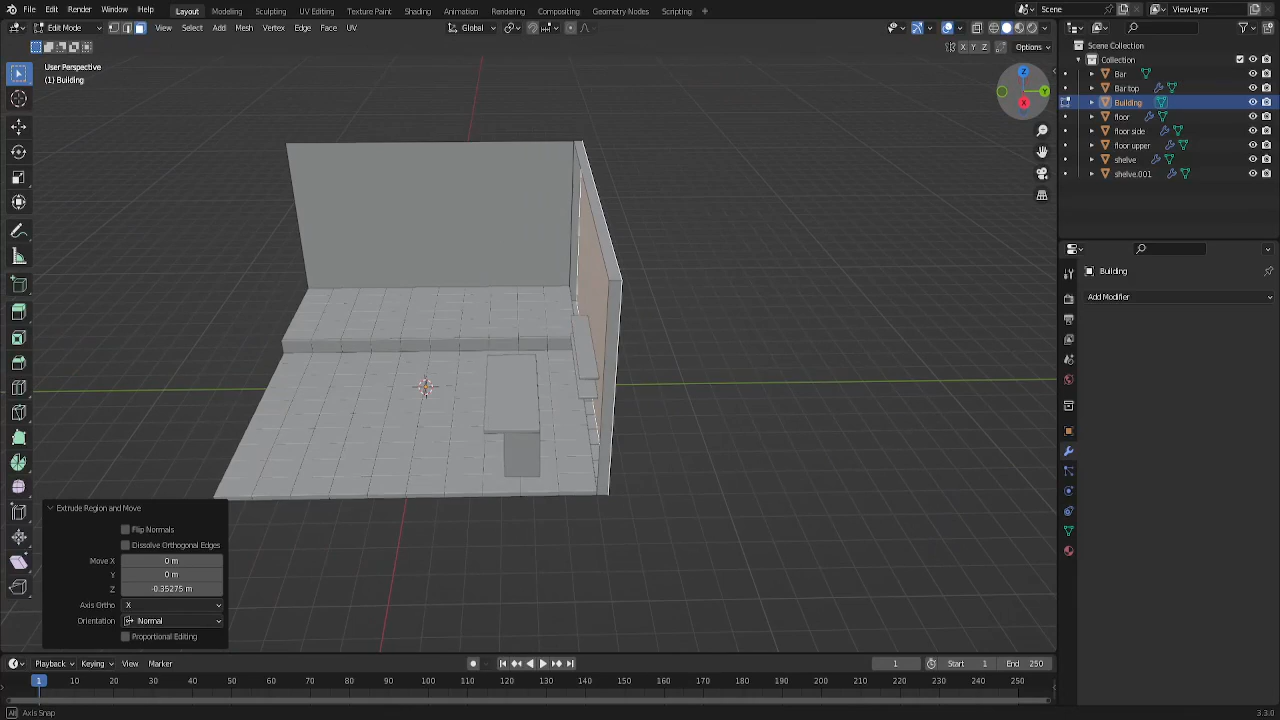 File Edit Render Window Help Layout Modeling Sculpting UV Editing Texture Paint Shading Animation Rendering Compositing Geometry Nodes Scripting + Scene ViewLayer
Edit Mode View Select Add Mesh Vertex Edge Face UV Global
X Y Z Options
User Perspective
(1) Building
Z
Y
X
Scene Collection
Collection
Bar
Bar top
Building
floor
floor side
floor upper
shelve
shelve.001
Building
Add Modifier
Extrude Region and Move
Flip Normals
Dissolve Orthogonal Edges
Move X 0 m
Y 0 m
Z -0.35275 m
Axis Ortho X
Orientation Normal
Proportional Editing
Playback Keying View Marker 1 Start 1 End 250
1 10 20 30 40 50 60 70 80 90 100 110 120 130 140 150 160 170 180 190 200 210 220 230 240 250
Axis Snap 3.3.0